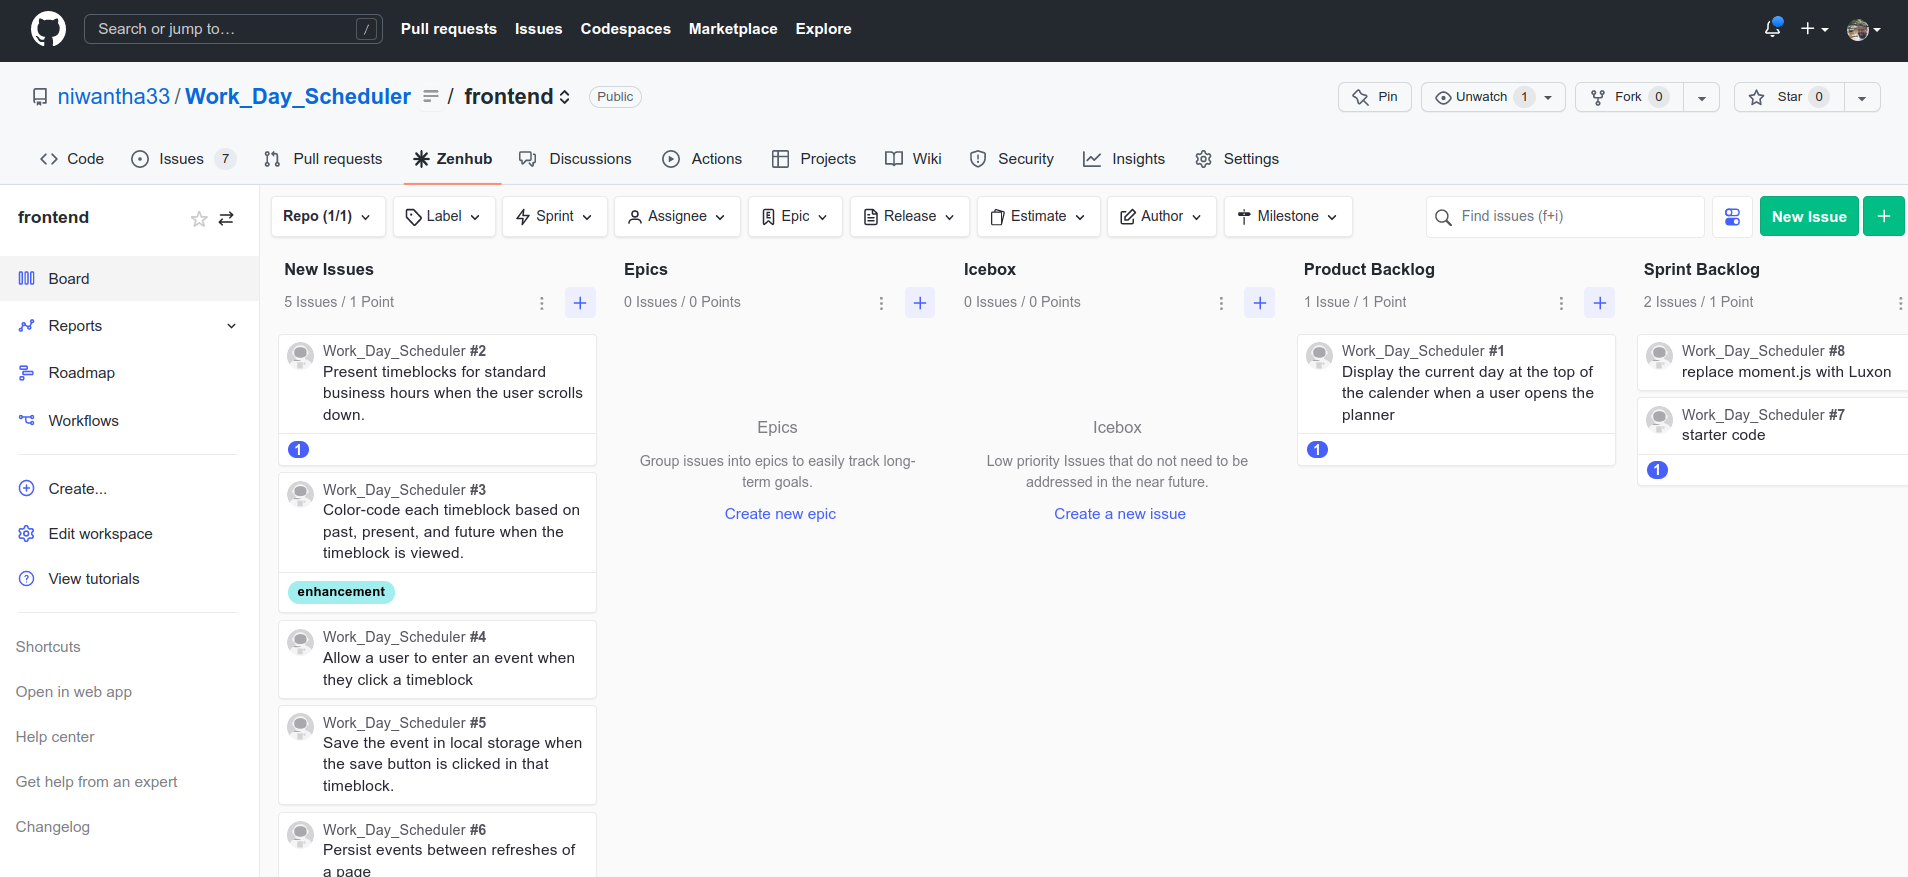 Search or jump to… /
Pull requests Issues Codespaces Marketplace Explore
niwantha33 / Work_Day_Scheduler / frontend Public
Pin Unwatch 1 Fork 0 Star 0
Code Issues 7 Pull requests Zenhub Discussions Actions Projects Wiki Security Insights Settings
frontend
Board
Reports
Roadmap
Workflows
Create...
Edit workspace
View tutorials
Shortcuts
Open in web app
Help center
Get help from an expert
Changelog
Repo (1/1) Label Sprint Assignee Epic Release Estimate Author Milestone Find issues (f+i) New Issue +
New Issues
5 Issues / 1 Point
Work_Day_Scheduler #2
Present timeblocks for standard
business hours when the user scrolls
down.
1
Work_Day_Scheduler #3
Color-code each timeblock based on
past, present, and future when the
timeblock is viewed.
enhancement
Work_Day_Scheduler #4
Allow a user to enter an event when
they click a timeblock
Work_Day_Scheduler #5
Save the event in local storage when
the save button is clicked in that
timeblock.
Work_Day_Scheduler #6
Persist events between refreshes of
a page
Epics
0 Issues / 0 Points
Epics
Group issues into epics to easily track long-
term goals.
Create new epic
Icebox
0 Issues / 0 Points
Icebox
Low priority Issues that do not need to be
addressed in the near future.
Create a new issue
Product Backlog
1 Issue / 1 Point
Work_Day_Scheduler #1
Display the current day at the top of
the calender when a user opens the
planner
1
Sprint Backlog
2 Issues / 1 Point
Work_Day_Scheduler #8
replace moment.js with Luxon
Work_Day_Scheduler #7
starter code
1